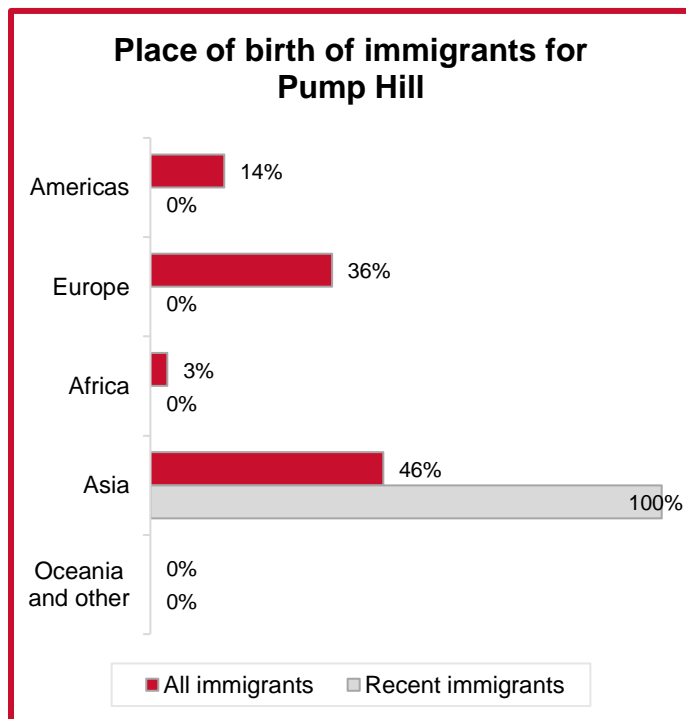 Place of birth of immigrants for
Pump Hill
Americas
14%
0%
Europe
36%
0%
Africa
3%
0%
Asia
46%
100%
Oceania
and other
0%
0%
All immigrants
Recent immigrants